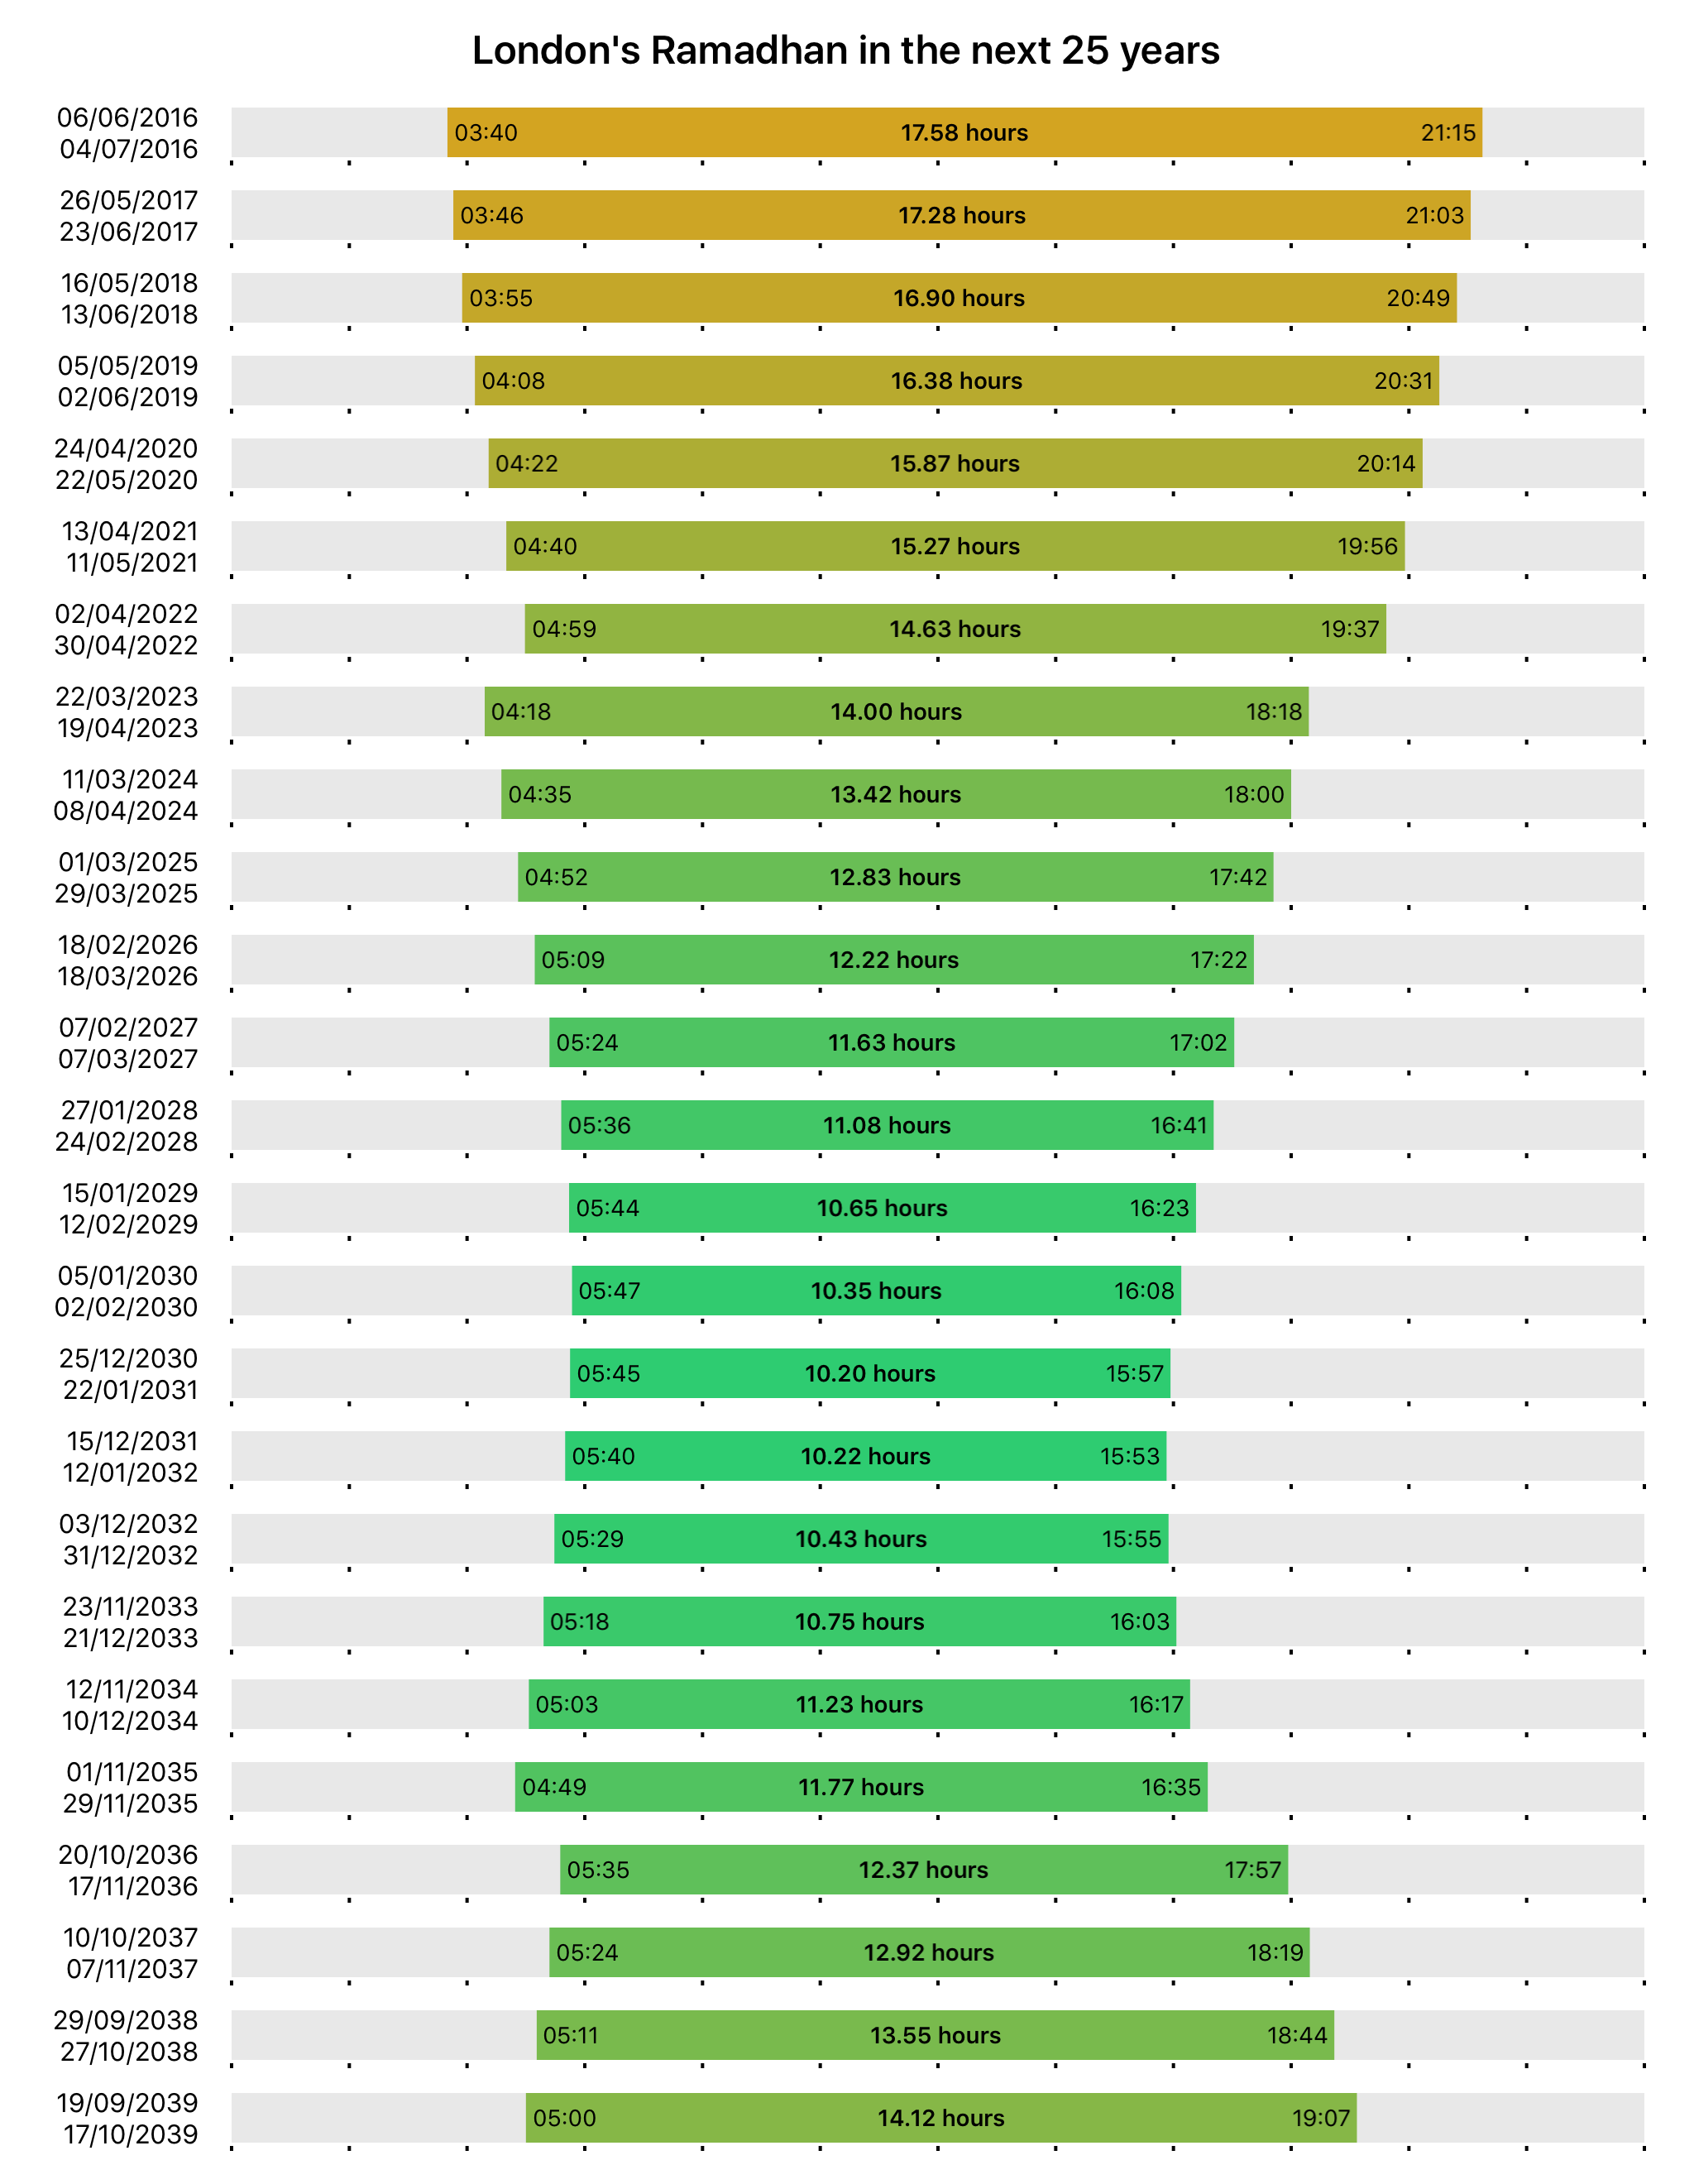 London's Ramadhan in the next 25 years
06/06/2016
04/07/2016
03:40 17.58 hours 21:15
26/05/2017
23/06/2017
03:46 17.28 hours 21:03
16/05/2018
13/06/2018
03:55 16.90 hours 20:49
05/05/2019
02/06/2019
04:08 16.38 hours 20:31
24/04/2020
22/05/2020
04:22 15.87 hours 20:14
13/04/2021
11/05/2021
04:40 15.27 hours 19:56
02/04/2022
30/04/2022
04:59 14.63 hours 19:37
22/03/2023
19/04/2023
04:18 14.00 hours 18:18
11/03/2024
08/04/2024
04:35 13.42 hours 18:00
01/03/2025
29/03/2025
04:52 12.83 hours 17:42
18/02/2026
18/03/2026
05:09 12.22 hours 17:22
07/02/2027
07/03/2027
05:24 11.63 hours 17:02
27/01/2028
24/02/2028
05:36 11.08 hours 16:41
15/01/2029
12/02/2029
05:44 10.65 hours 16:23
05/01/2030
02/02/2030
05:47 10.35 hours 16:08
25/12/2030
22/01/2031
05:45 10.20 hours 15:57
15/12/2031
12/01/2032
05:40 10.22 hours 15:53
03/12/2032
31/12/2032
05:29 10.43 hours 15:55
23/11/2033
21/12/2033
05:18 10.75 hours 16:03
12/11/2034
10/12/2034
05:03 11.23 hours 16:17
01/11/2035
29/11/2035
04:49 11.77 hours 16:35
20/10/2036
17/11/2036
05:35 12.37 hours 17:57
10/10/2037
07/11/2037
05:24 12.92 hours 18:19
29/09/2038
27/10/2038
05:11 13.55 hours 18:44
19/09/2039
17/10/2039
05:00 14.12 hours 19:07